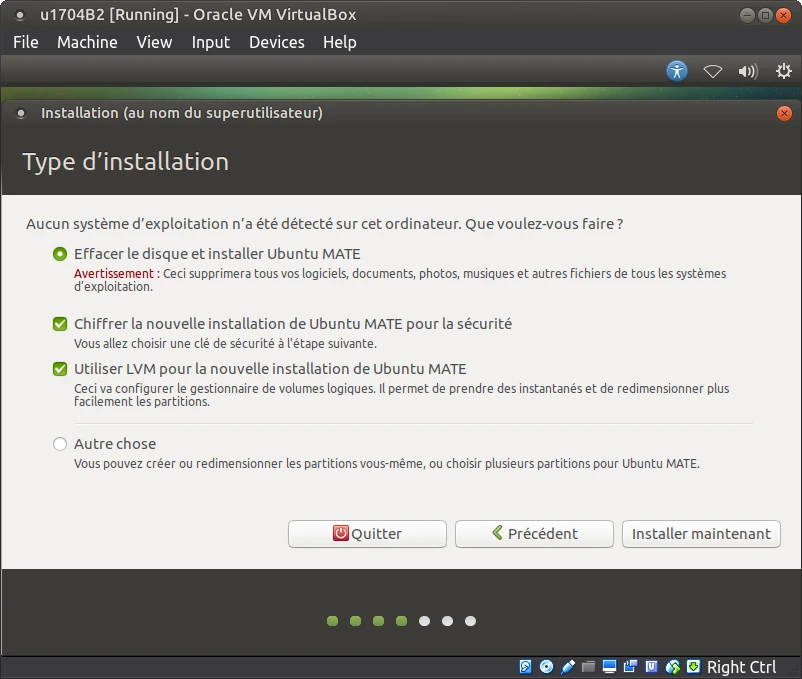 u1704B2 [Running] - Oracle VM VirtualBox
File Machine View Input Devices Help
Installation (au nom du superutilisateur)
Type d’installation
Aucun système d’exploitation n’a été détecté sur cet ordinateur. Que voulez-vous faire ?
Effacer le disque et installer Ubuntu MATE
Avertissement : Ceci supprimera tous vos logiciels, documents, photos, musiques et autres fichiers de tous les systèmes
d’exploitation.
Chiffrer la nouvelle installation de Ubuntu MATE pour la sécurité
Vous allez choisir une clé de sécurité à l'étape suivante.
Utiliser LVM pour la nouvelle installation de Ubuntu MATE
Ceci va configurer le gestionnaire de volumes logiques. Il permet de prendre des instantanés et de redimensionner plus
facilement les partitions.
Autre chose
Vous pouvez créer ou redimensionner les partitions vous-même, ou choisir plusieurs partitions pour Ubuntu MATE.
Quitter Précédent Installer maintenant
Right Ctrl